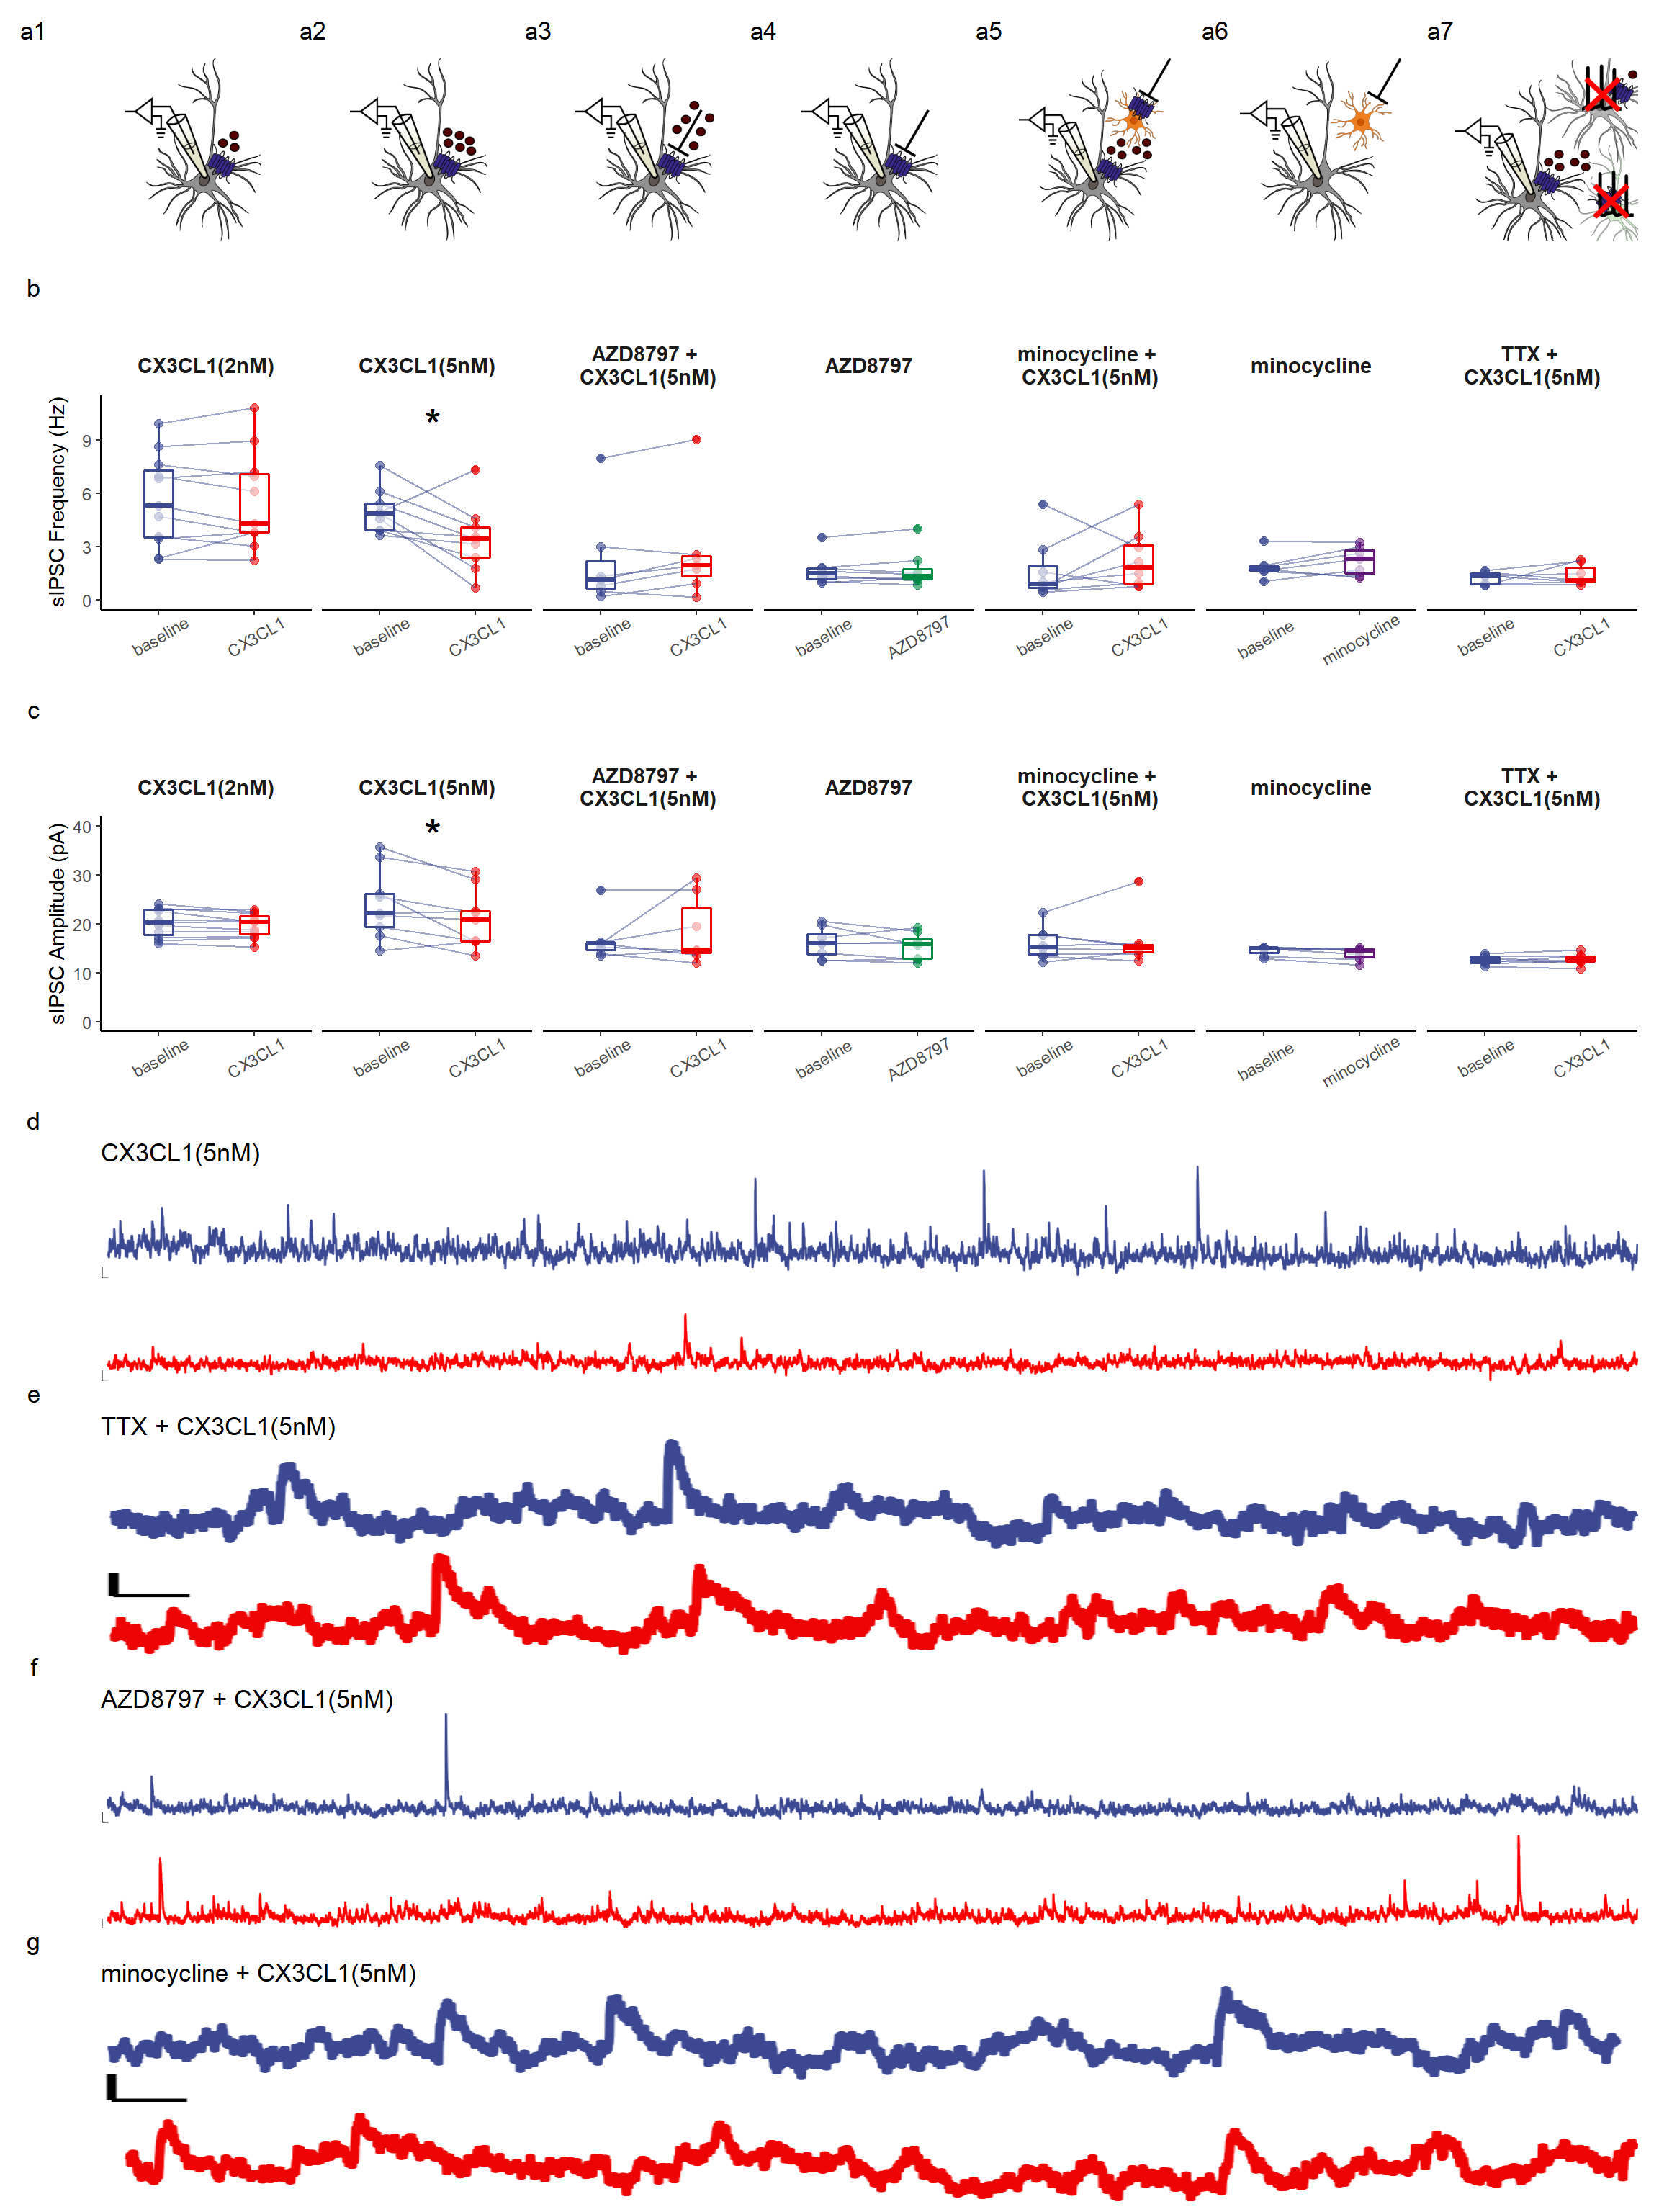 a1 a2 a3 a4 a5 a6 a7
b
CX3CL1(2nM) CX3CL1(5nM) AZD8797 + CX3CL1(5nM) AZD8797 minocycline + CX3CL1(5nM) minocycline TTX + CX3CL1(5nM)
*
sIPSC Frequency (Hz)
9
6
3
0
baseline CX3CL1 baseline CX3CL1 baseline CX3CL1 baseline AZD8797 baseline CX3CL1 baseline minocycline baseline CX3CL1
c
CX3CL1(2nM) CX3CL1(5nM) AZD8797 + CX3CL1(5nM) AZD8797 minocycline + CX3CL1(5nM) minocycline TTX + CX3CL1(5nM)
*
sIPSC Amplitude (pA)
40
30
20
10
0
baseline CX3CL1 baseline CX3CL1 baseline CX3CL1 baseline AZD8797 baseline CX3CL1 baseline minocycline baseline CX3CL1
d
CX3CL1(5nM)
e
TTX + CX3CL1(5nM)
f
AZD8797 + CX3CL1(5nM)
g
minocycline + CX3CL1(5nM)